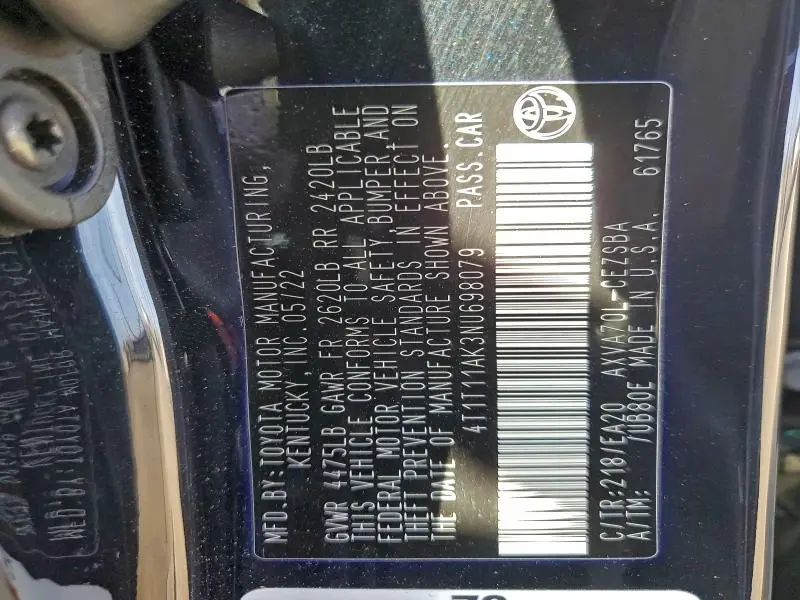 MFD.BY:TOYOTA MOTOR MANUFACTURING,
KENTUCKY, INC.05/22
GVWR 4475LB GAWR FR 2620LB RR 2420LB
THIS VEHICLE CONFORMS TO ALL APPLICABLE
FEDERAL MOTOR VEHICLE SAFETY,BUMPER,AND
THEFT PREVENTION STANDARDS IN EFFECT ON
THE DATE OF MANUFACTURE SHOWN ABOVE.
4T1T11AK3NU698079 PASS.CAR
C/TR:218/EA20 AXVA70L-CEZSBA
A/TM: 7UB80E MADE IN U.S.A. 61765